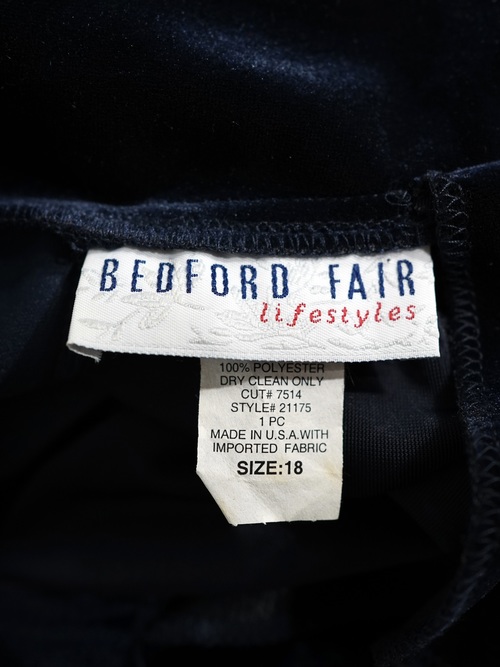 BEDFORD FAIR
lifestyles
100% POLYESTER
DRY CLEAN ONLY
CUT# 7514
STYLE# 21175
1 PC
MADE IN U.S.A.WITH
IMPORTED FABRIC
SIZE:18